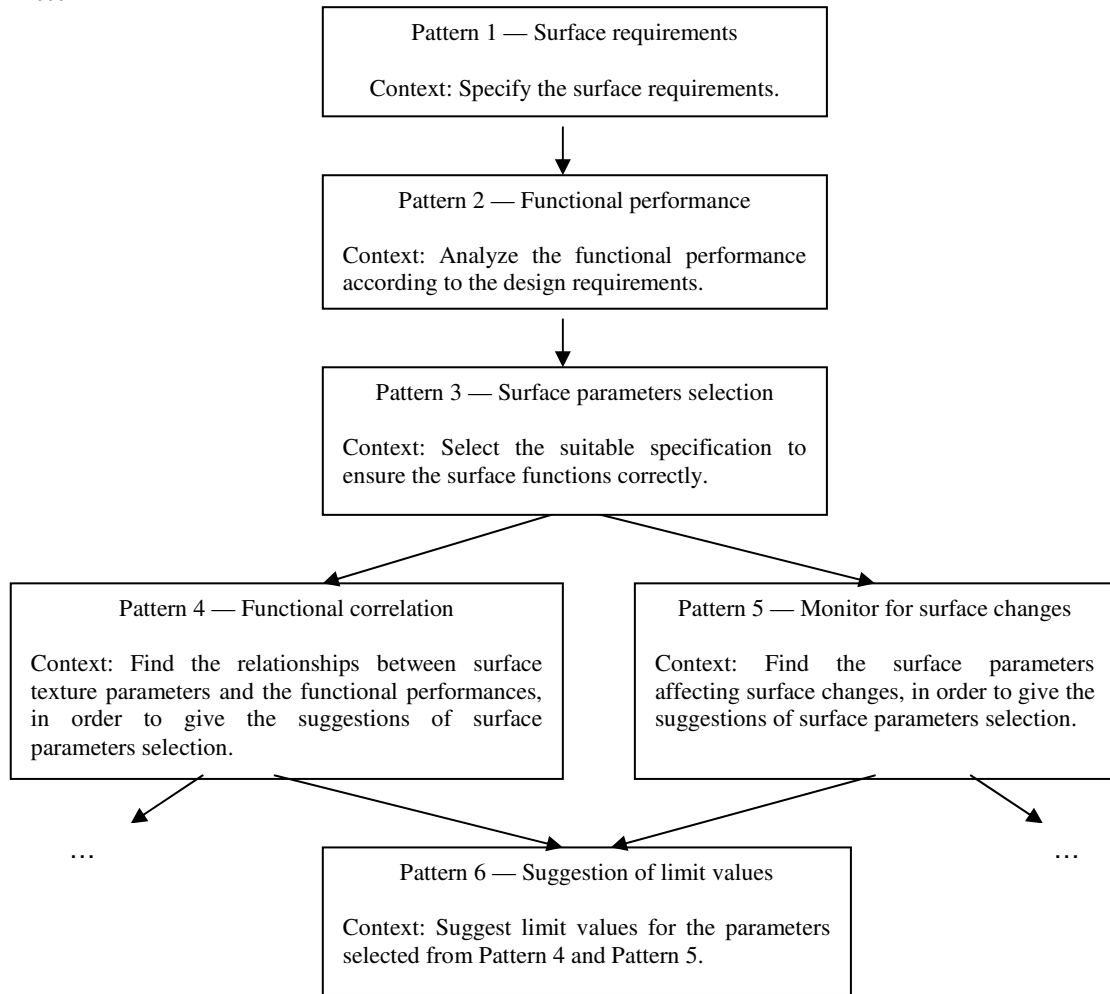 ...
Pattern 1 — Surface requirements
Context: Specify the surface requirements.
Pattern 2 — Functional performance
Context: Analyze the functional performance
according to the design requirements.
Pattern 3 — Surface parameters selection
Context: Select the suitable specification to
ensure the surface functions correctly.
Pattern 4 — Functional correlation
Context: Find the relationships between surface
texture parameters and the functional performances,
in order to give the suggestions of surface
parameters selection.
Pattern 5 — Monitor for surface changes
Context: Find the surface parameters
affecting surface changes, in order to give the
suggestions of surface parameters selection.
...
...
Pattern 6 — Suggestion of limit values
Context: Suggest limit values for the parameters
selected from Pattern 4 and Pattern 5.